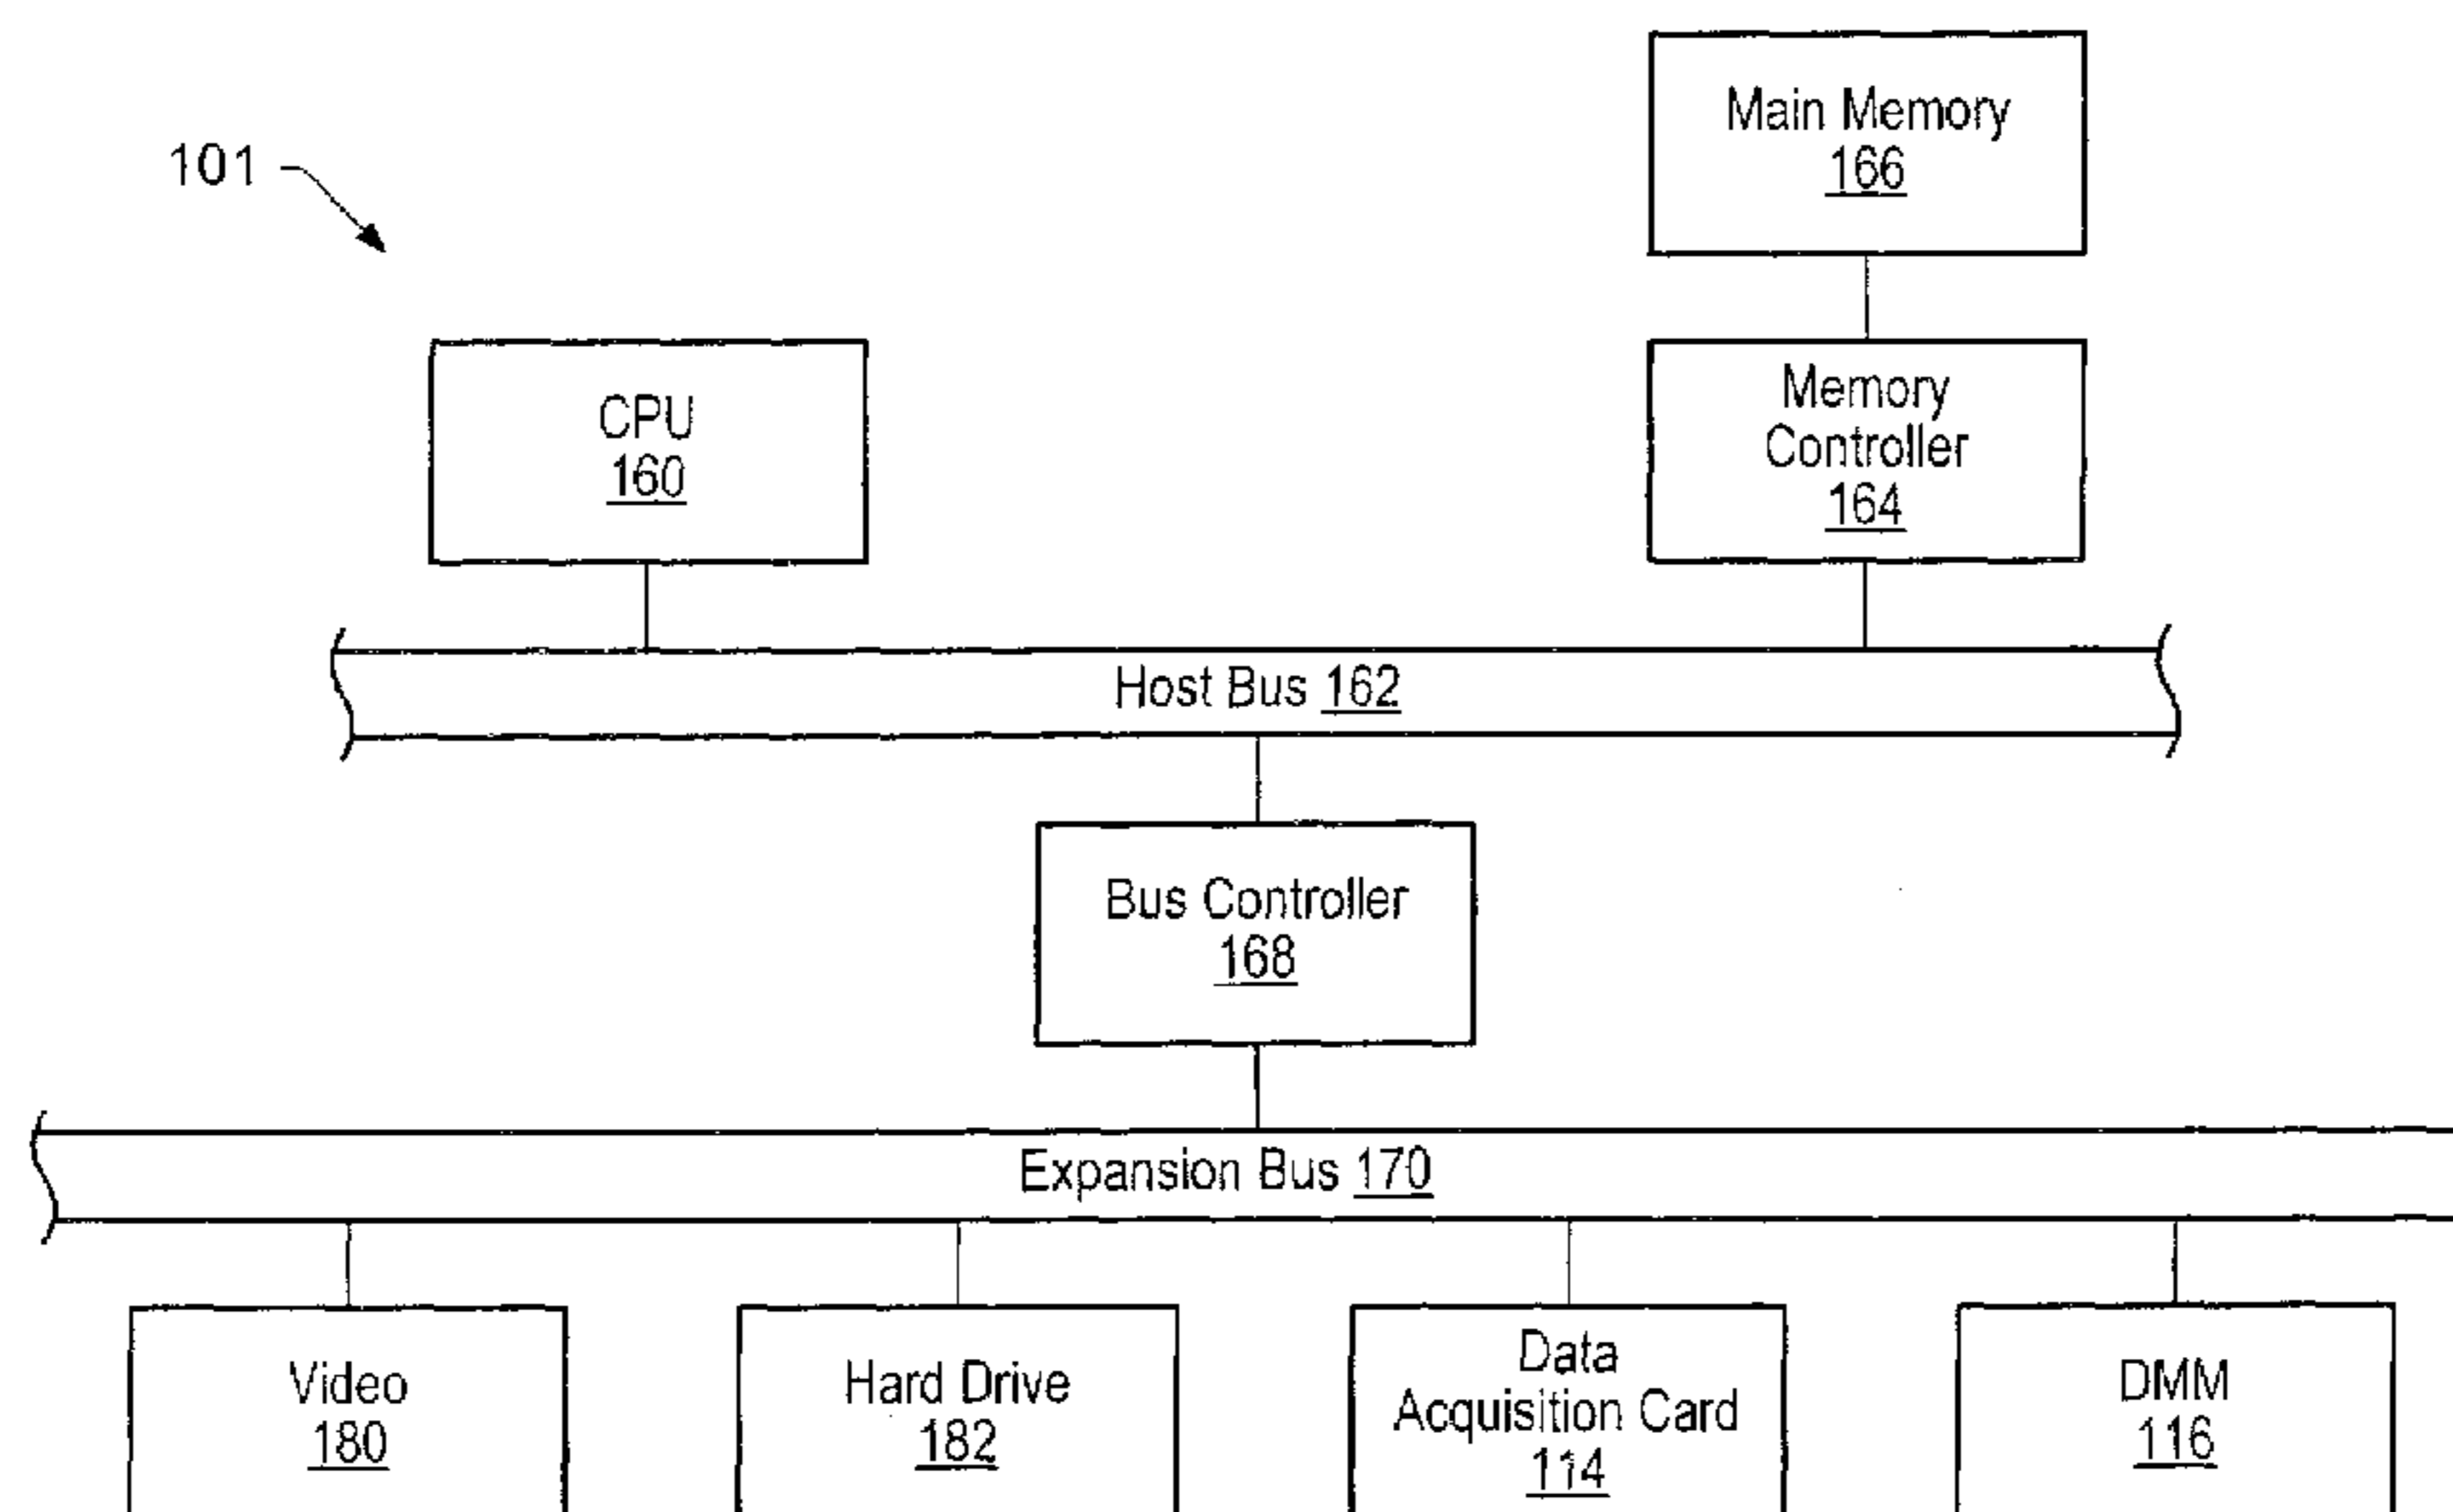 Main Memory
166
101
CPU
160
Memory
Controller
164
Host Bus 162
Bus Controller
168
Expansion Bus 170
Video
180
Hard Drive
182
Data
Acquisition Card
114
DMM
116